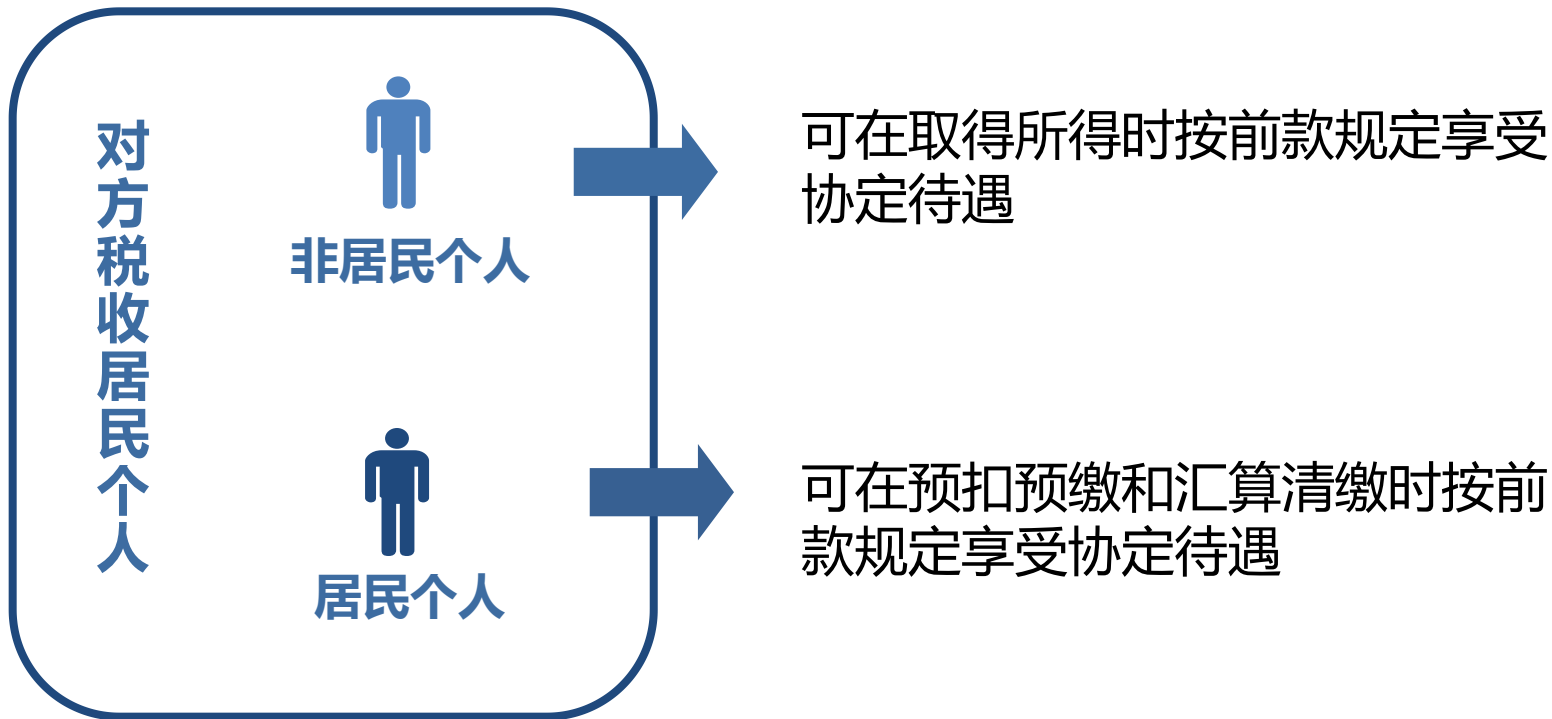 对方税收居民个人
非居民个人
可在取得所得时按前款规定享受
协定待遇
居民个人
可在预扣预缴和汇算清缴时按前
款规定享受协定待遇